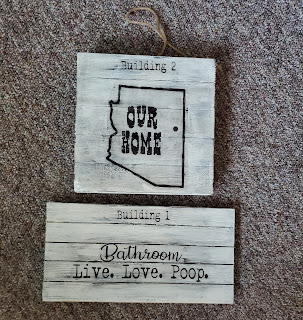 Building 2
OUR
HOME
Building 1
Bathroom
Live. Love. Poop.